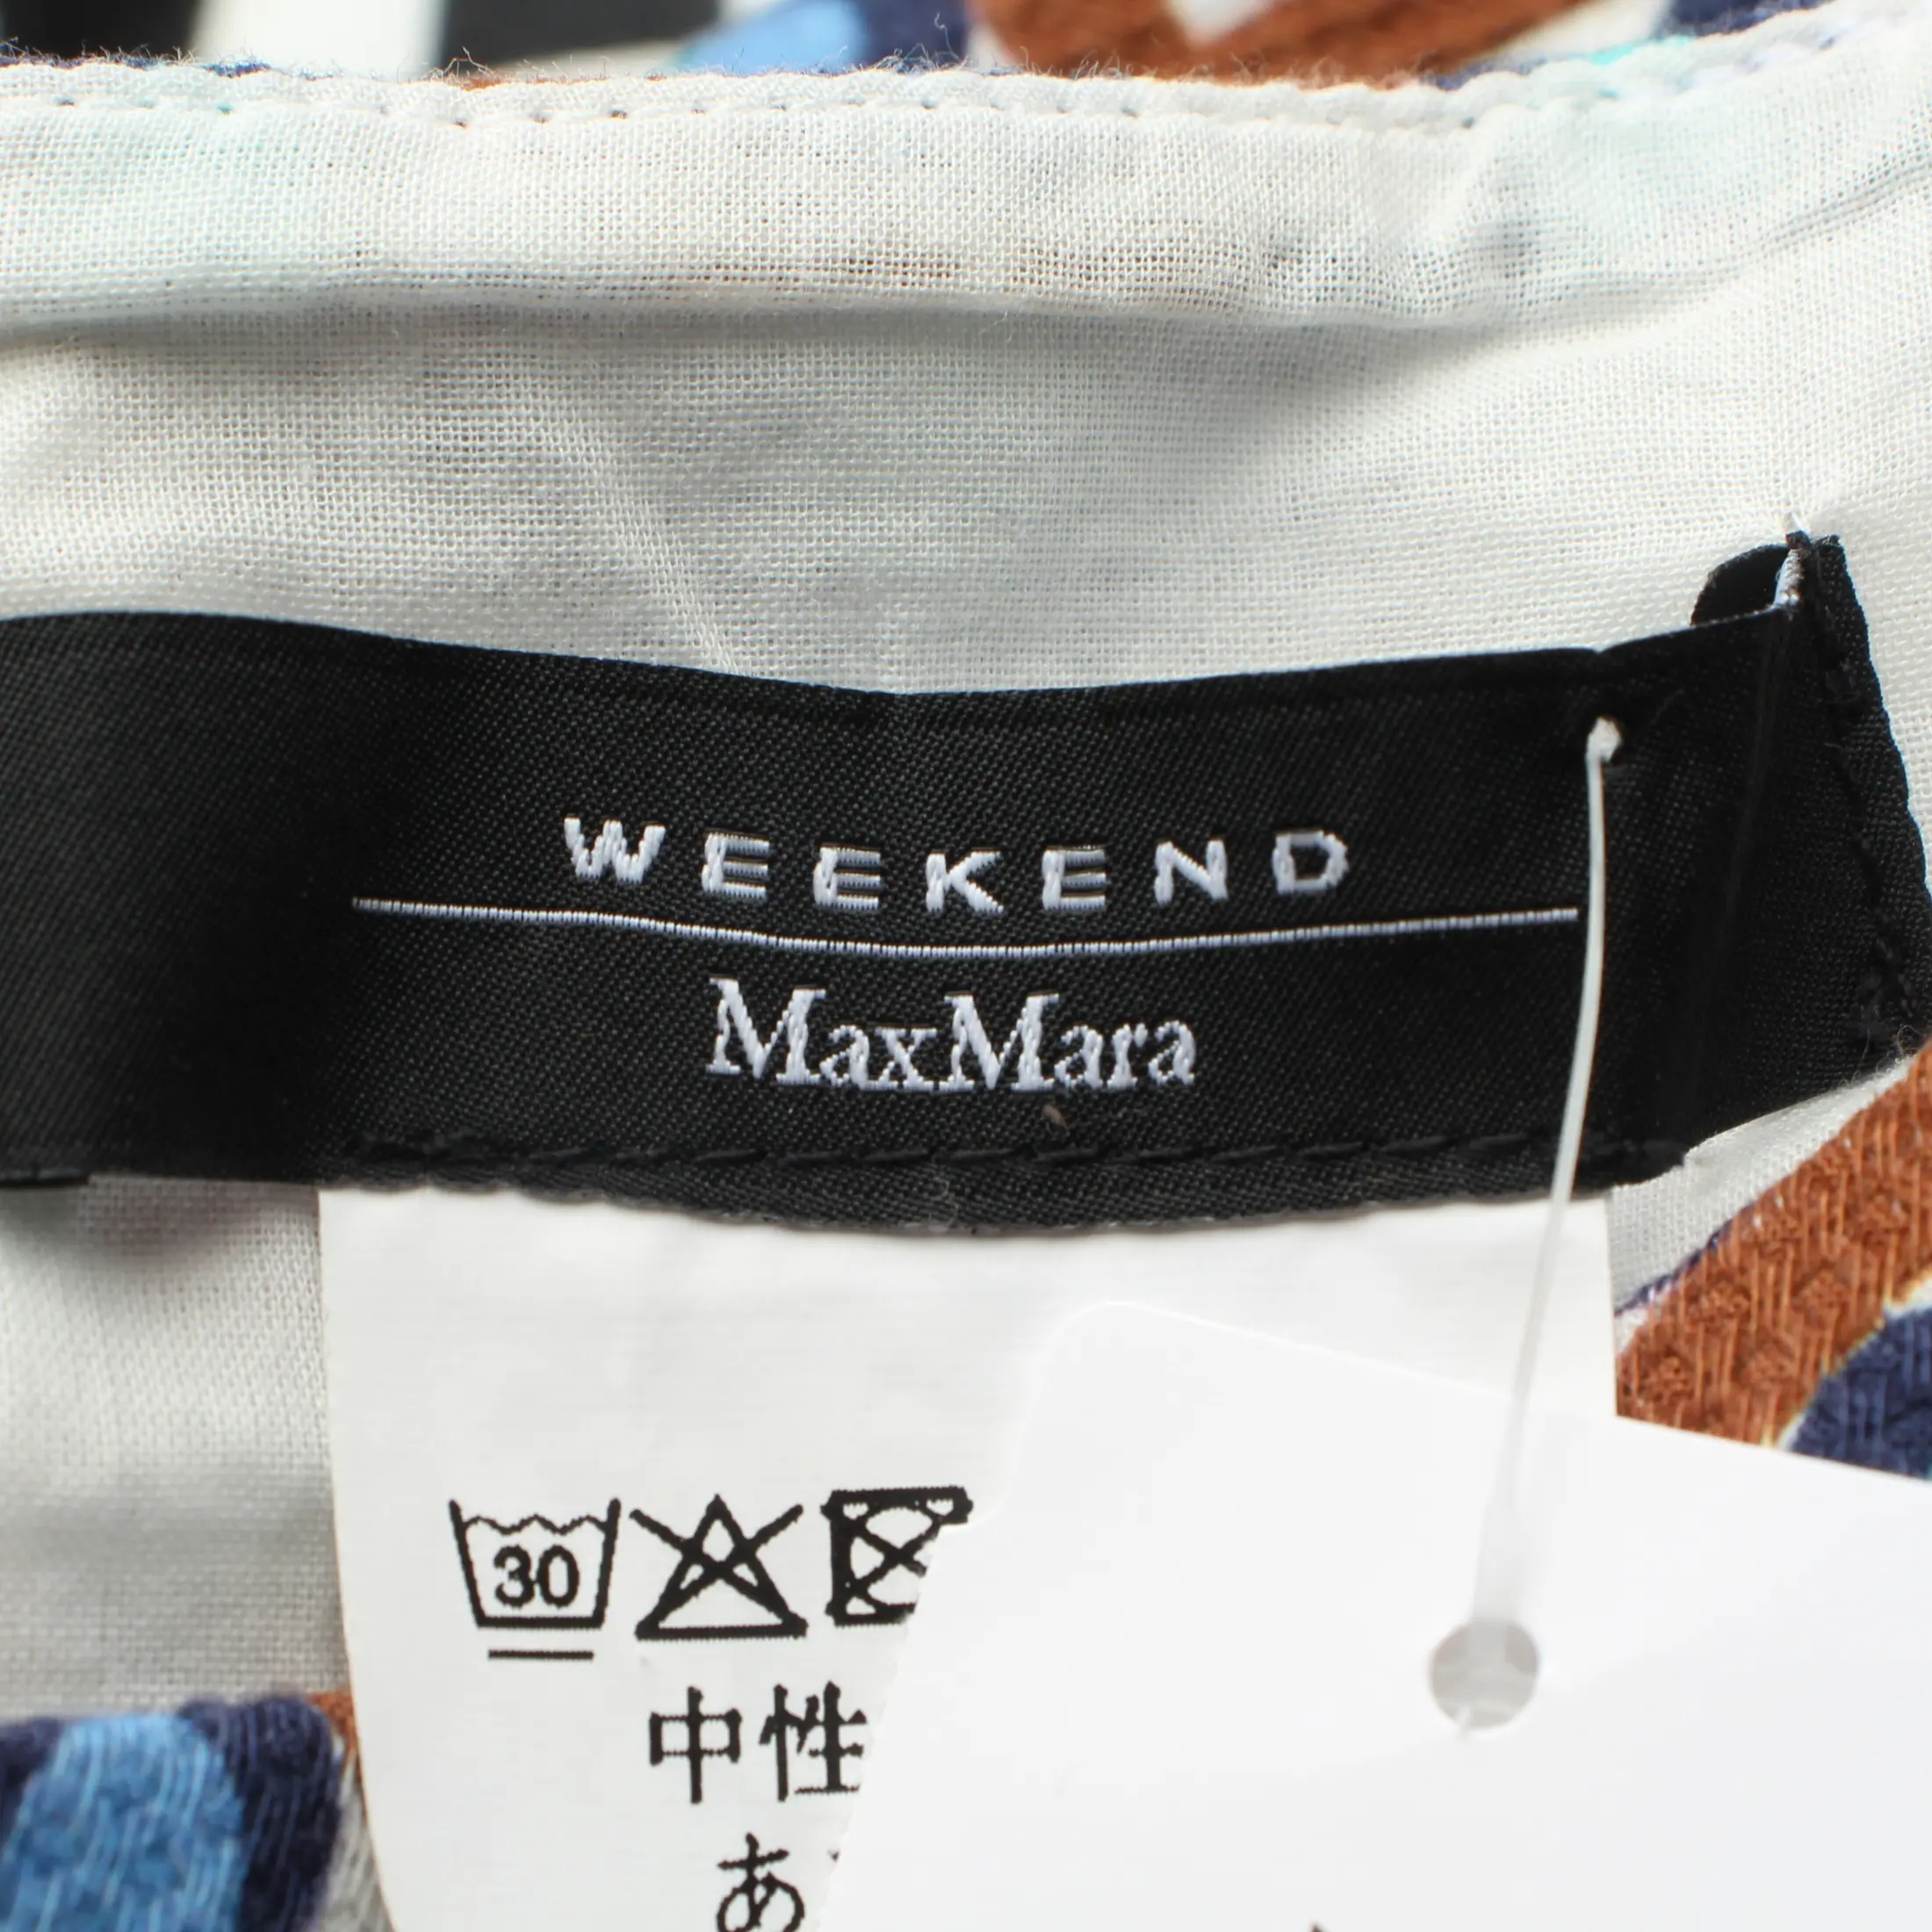 WEEKEND
MaxMara
30
中性
あ